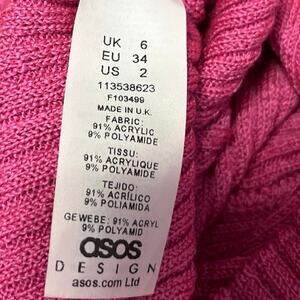 UK 6
EU 34
US 2
113538623
F103499
MADE IN U.K.
FABRIC:
91% ACRYLIC
9% POLYAMIDE
TISSU:
91% ACRYLIQUE
9% POLYAMIDE
TEJIDO:
91% ACRÍLICO
9% POLIAMIDA
GEWEBE: 91% ACRYL
9% POLYAMID
asos
DESIGN
asos.com Ltd